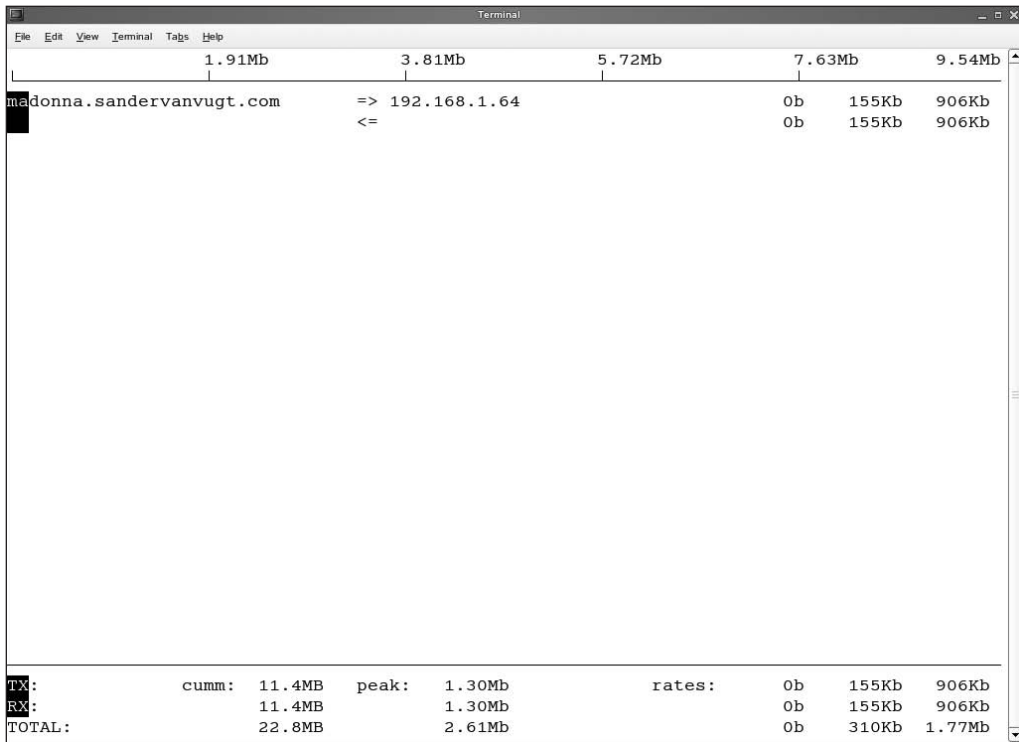 Terminal
File Edit View Terminal Tabs Help
1.91Mb 3.81Mb 5.72Mb 7.63Mb 9.54Mb
madonna.sandervanvugt.com => 192.168.1.64 0b 155Kb 906Kb
<= 0b 155Kb 906Kb
TX: cumm: 11.4MB peak: 1.30Mb rates: 0b 155Kb 906Kb
RX: 11.4MB 1.30Mb 0b 155Kb 906Kb
TOTAL: 22.8MB 2.61Mb 0b 310Kb 1.77Mb